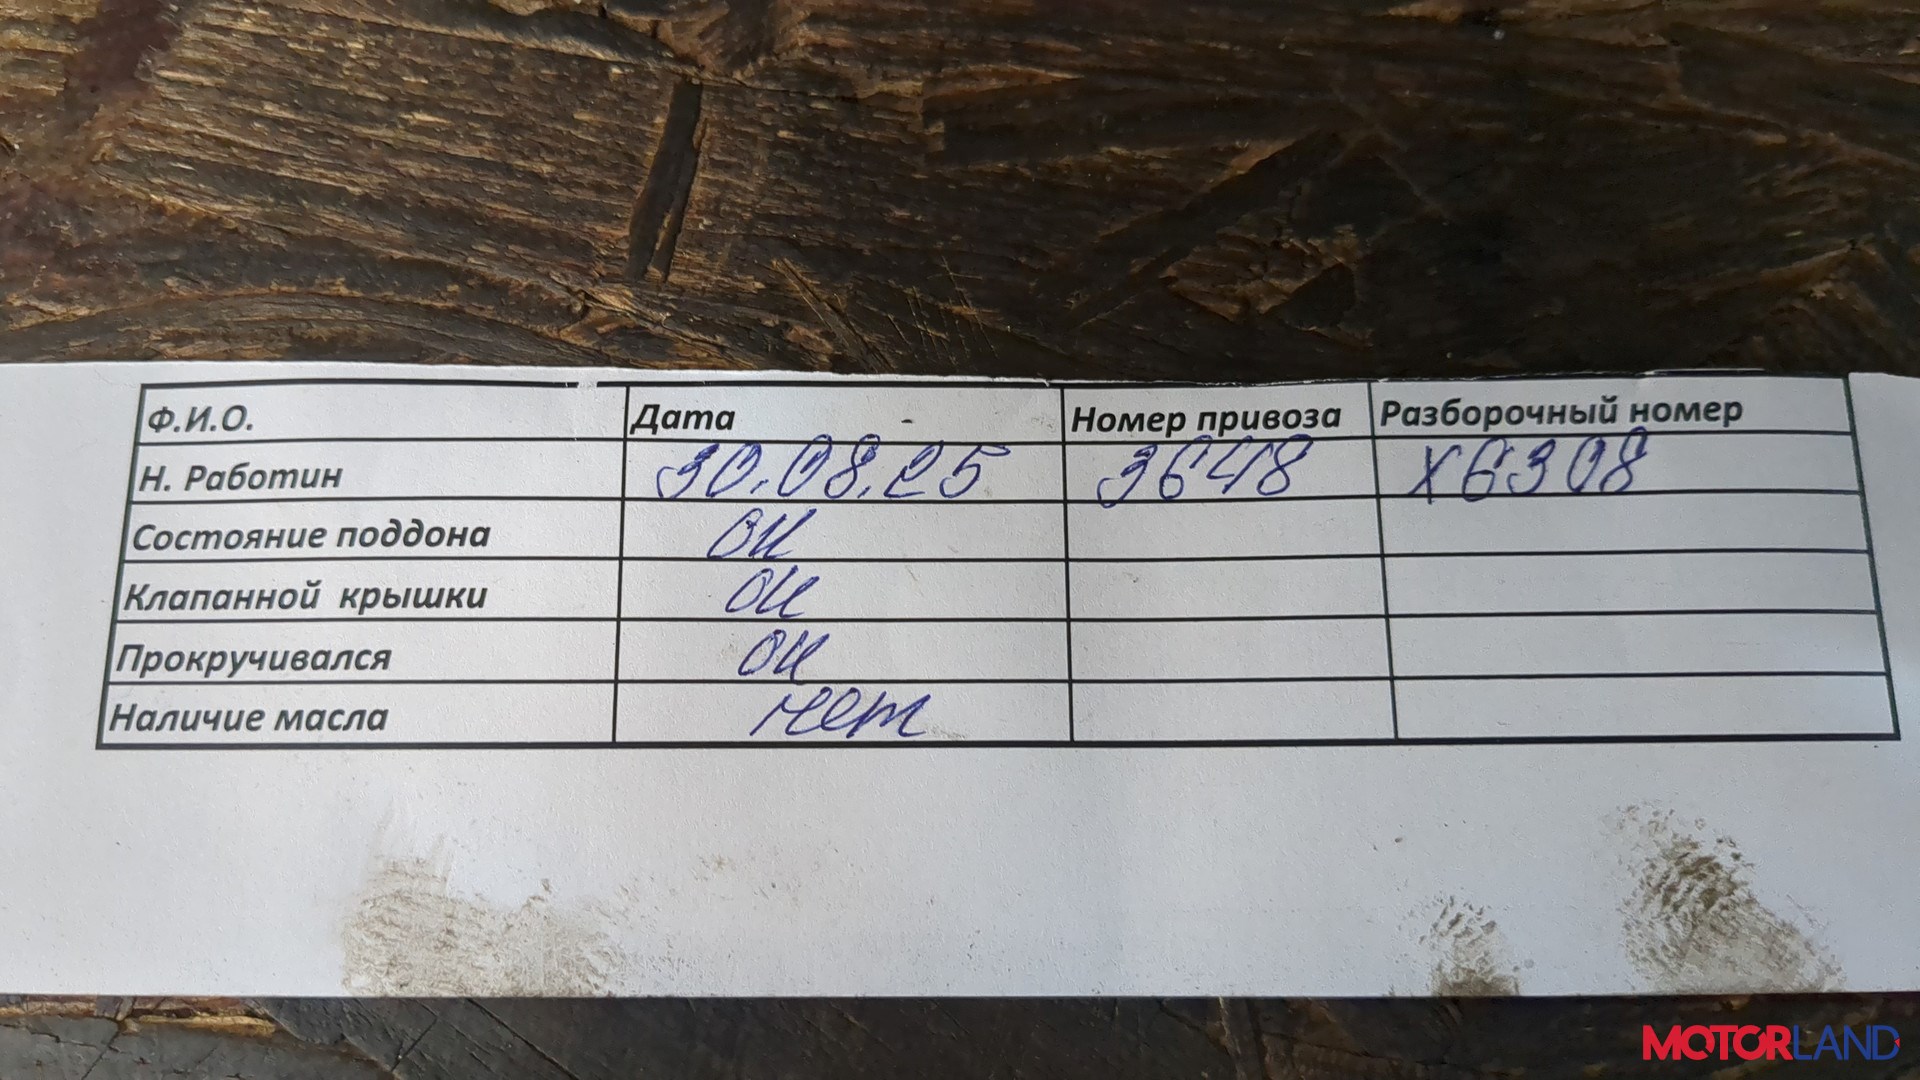 Ф.И.О. Дата Номер привоза Разборочный номер
Н. Работин 30.08.25 3648 х6308
Состояние поддона ок
Клапанной крышки ок
Прокручивался ок
Наличие масла нет
MOTORLAND